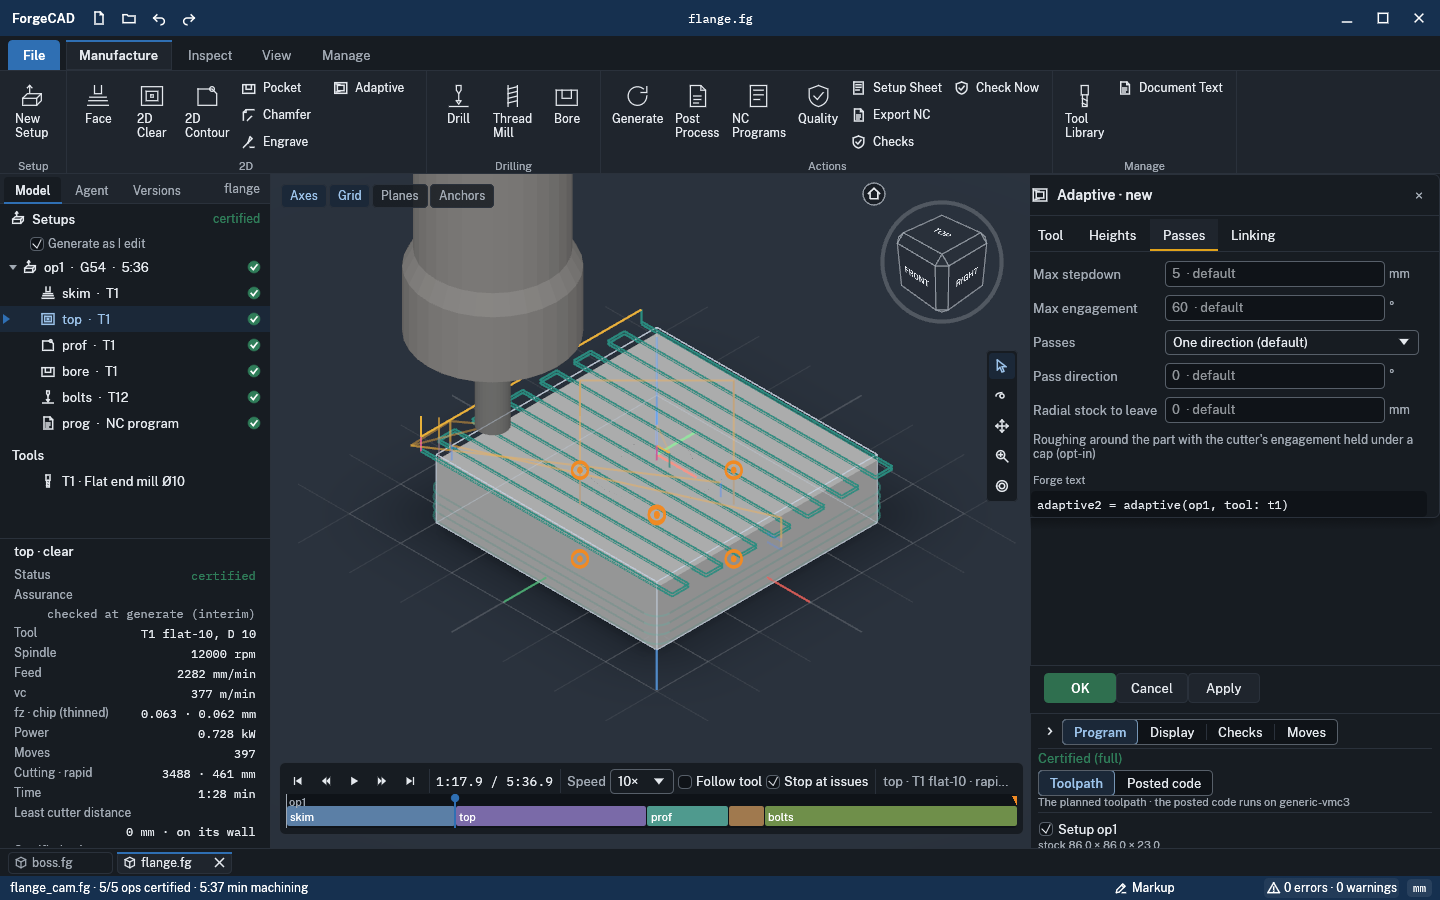 ForgeCAD
flange.fg
File
Manufacture
Inspect
View
Manage
New Setup
Setup
Face
2D Clear
2D Contour
Pocket
Chamfer
Engrave
Adaptive
2D
Drill
Thread Mill
Bore
Drilling
Generate
Post Process
NC Programs
Quality
Setup Sheet
Export NC
Checks
Check Now
Actions
Tool Library
Document Text
Manage
Model
Agent
Versions
flange
Setups
certified
Generate as I edit
op1 · G54 · 5:36
skim · T1
top · T1
prof · T1
bore · T1
bolts · T12
prog · NC program
Tools
T1 · Flat end mill Ø10
top · clear
Status certified
Assurance
checked at generate (interim)
Tool T1 flat-10, D 10
Spindle 12000 rpm
Feed 2282 mm/min
vc 377 m/min
fz · chip (thinned) 0.063 · 0.062 mm
Power 0.728 kW
Moves 397
Cutting · rapid 3488 · 461 mm
Time 1:28 min
Least cutter distance
0 mm · on its wall
Axes
Grid
Planes
Anchors
TOP
FRONT
RIGHT
1:17.9 / 5:36.9
Speed
10×
Follow tool
Stop at issues
top · T1 flat-10 · rapi...
op1
skim
top
prof
bolts
Adaptive · new
Tool
Heights
Passes
Linking
Max stepdown 5 · default mm
Max engagement 60 · default °
Passes One direction (default)
Pass direction 0 · default °
Radial stock to leave 0 · default mm
Roughing around the part with the cutter's engagement held under a
cap (opt-in)
Forge text
adaptive2 = adaptive(op1, tool: t1)
OK
Cancel
Apply
Program
Display
Checks
Moves
Certified (full)
Toolpath
Posted code
The planned toolpath · the posted code runs on generic-vmc3
Setup op1
stock 86.0 × 86.0 × 23.0
boss.fg
flange.fg
flange_cam.fg · 5/5 ops certified · 5:37 min machining
Markup
0 errors · 0 warnings
mm